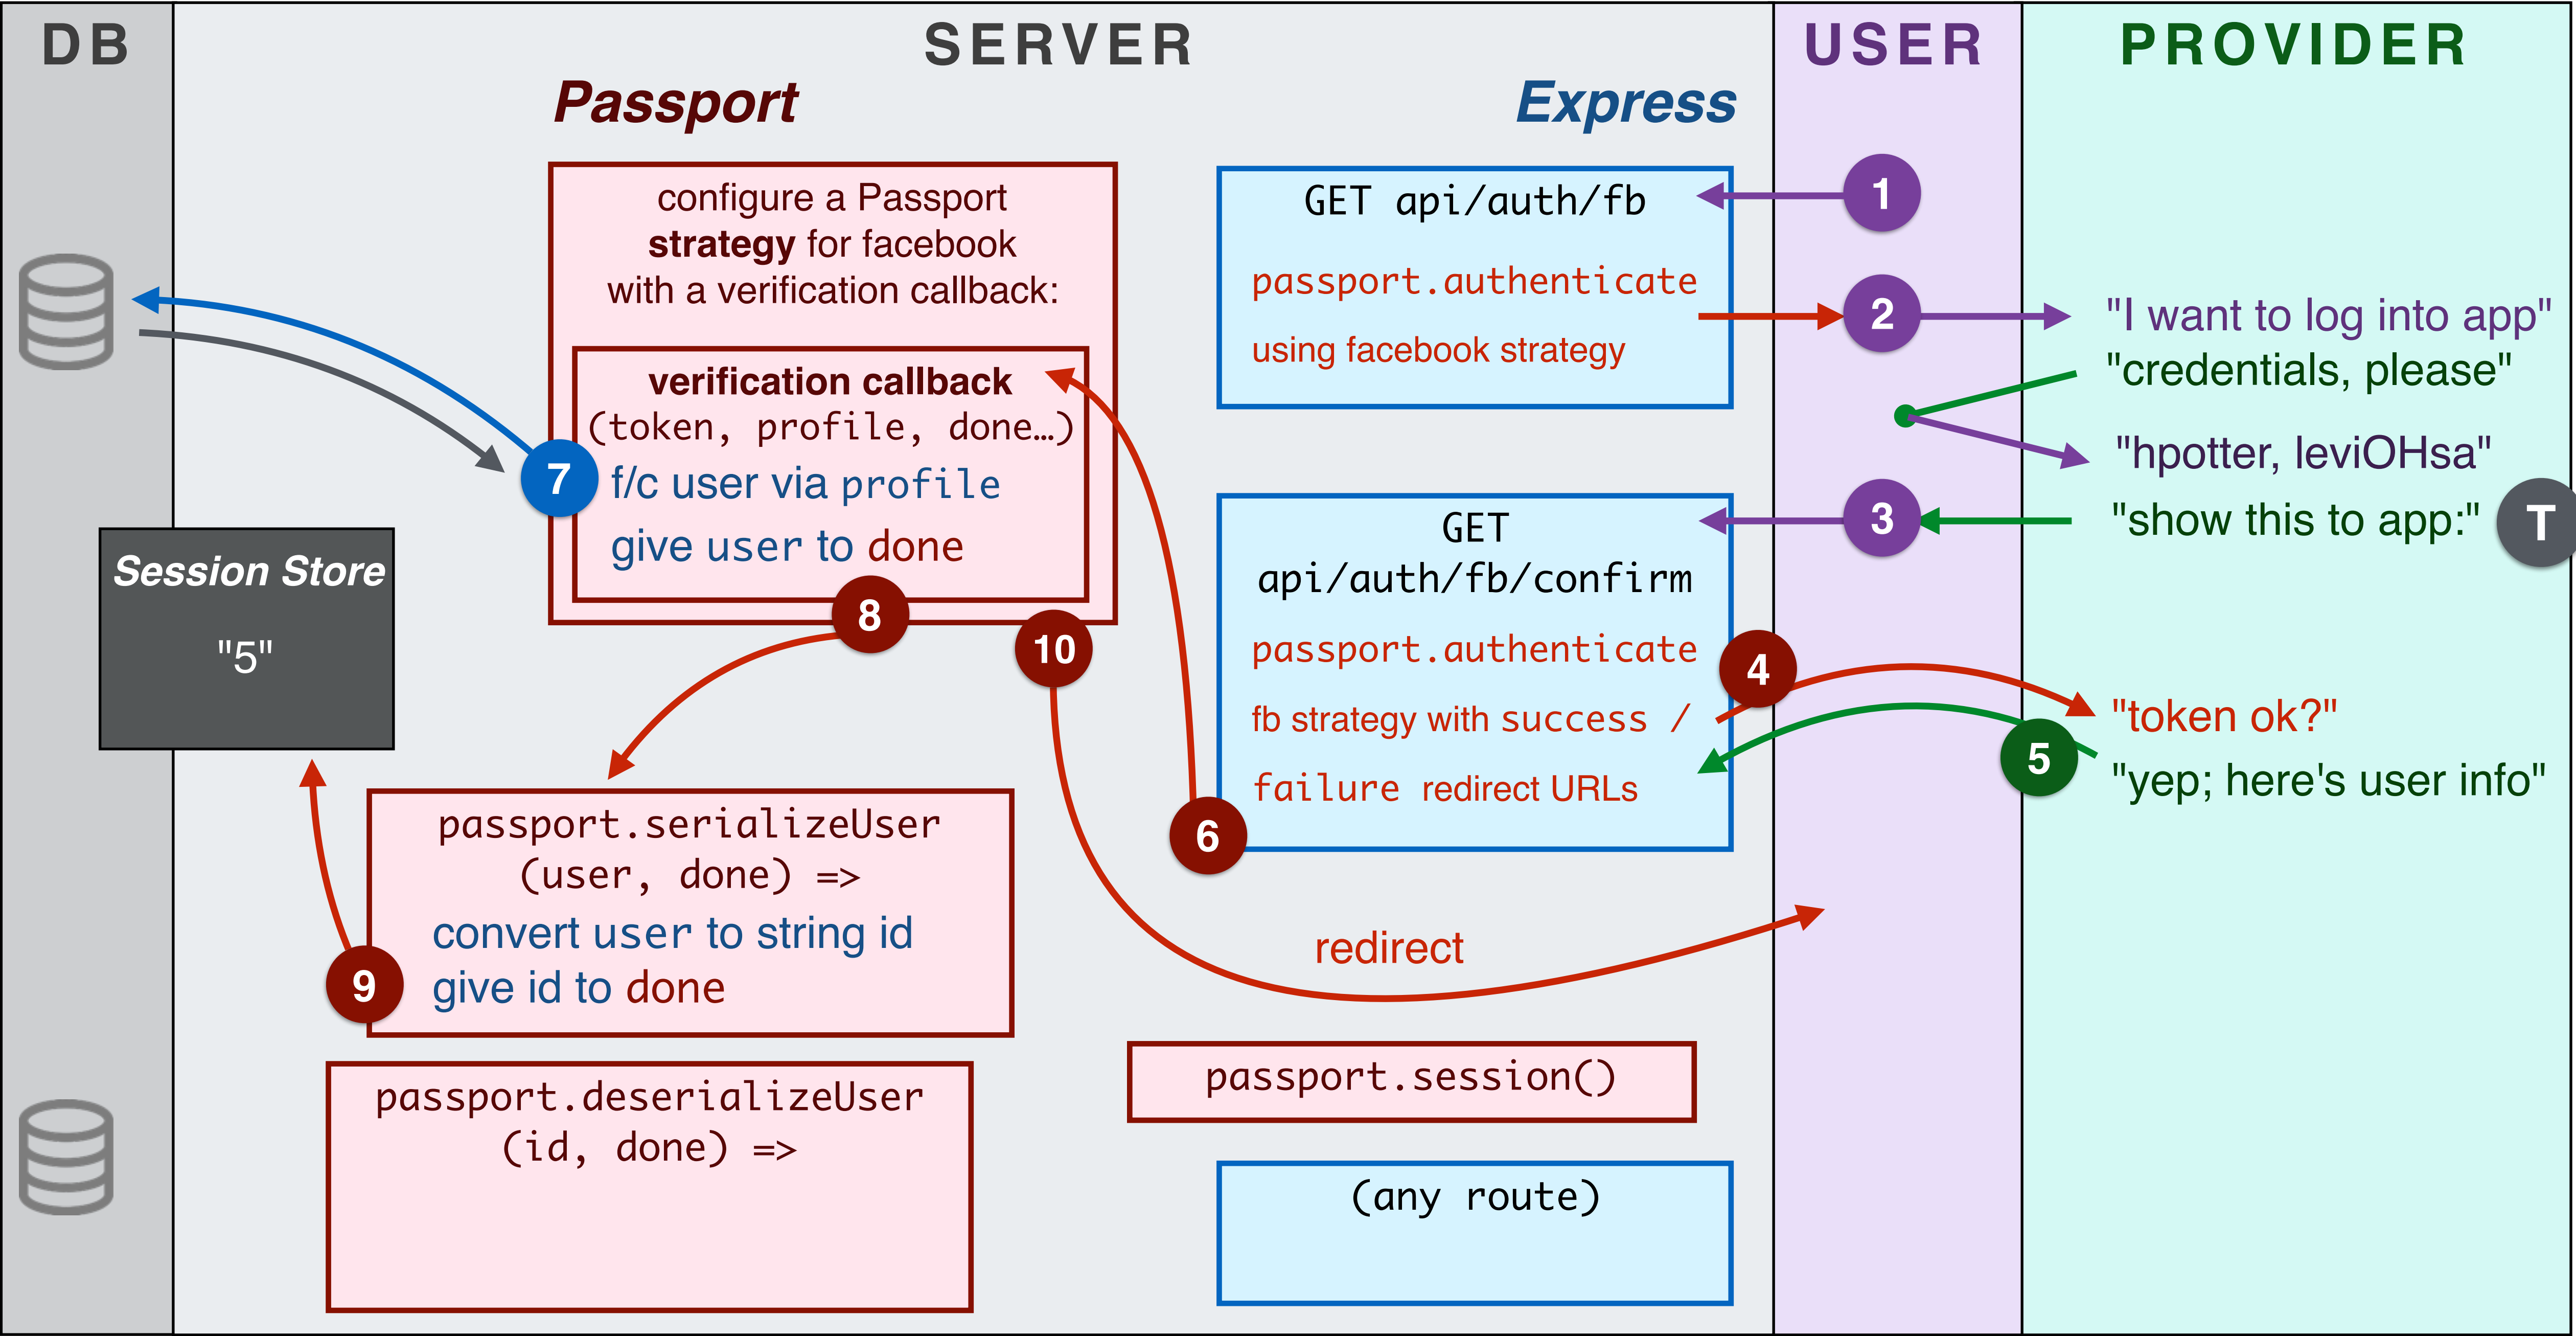 DB
SERVER
USER
PROVIDER
Passport
Express
configure a Passport
strategy for facebook
with a verification callback:
verification callback
(token, profile, done…)
f/c user via profile
give user to done
7
8
10
Session Store
"5"
passport.serializeUser
(user, done) =>
convert user to string id
give id to done
9
passport.deserializeUser
(id, done) =>
GET api/auth/fb
passport.authenticate
using facebook strategy
1
2
"I want to log into app"
"credentials, please"
"hpotter, leviOHsa"
3
"show this to app:"
T
GET
api/auth/fb/confirm
passport.authenticate
fb strategy with success /
failure redirect URLs
4
5
6
"token ok?"
"yep; here's user info"
redirect
passport.session()
(any route)